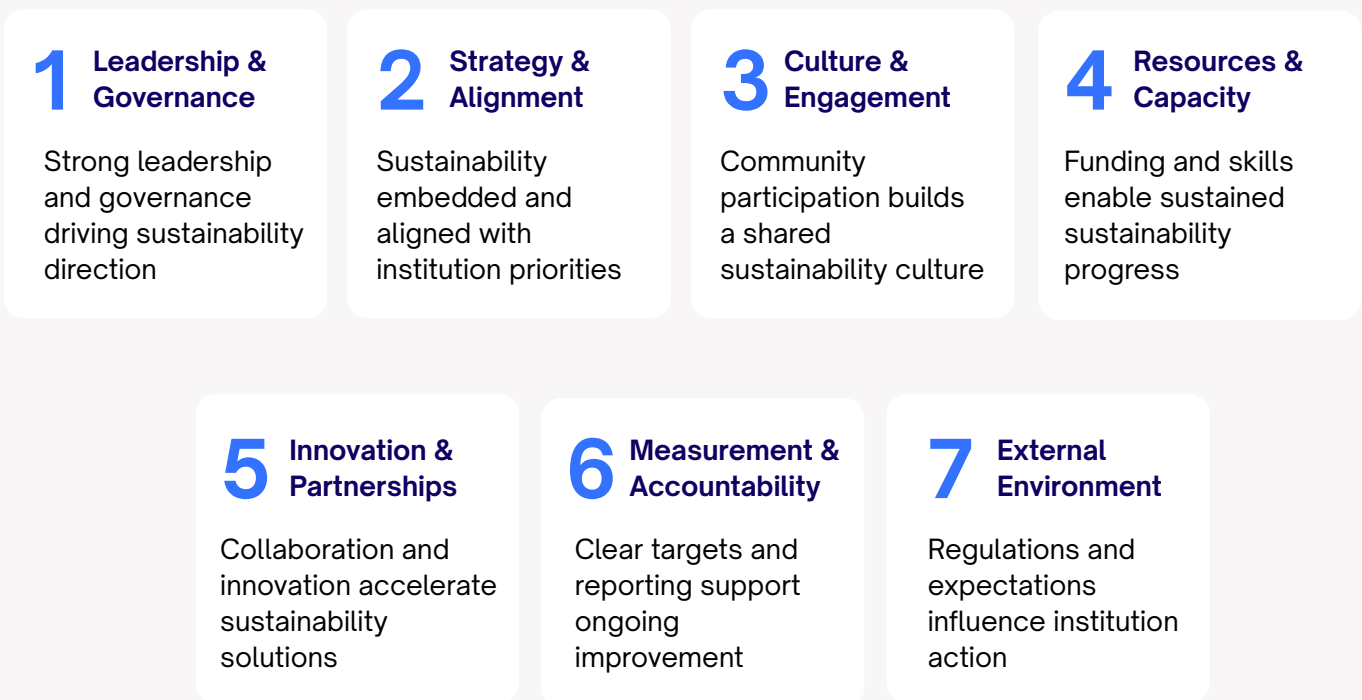 1
Leadership &
Governance
Strong leadership
and governance
driving sustainability
direction
2
Strategy &
Alignment
Sustainability
embedded and
aligned with
institution priorities
3
Culture &
Engagement
Community
participation builds
a shared
sustainability culture
4
Resources &
Capacity
Funding and skills
enable sustained
sustainability
progress
5
Innovation &
Partnerships
Collaboration and
innovation accelerate
sustainability
solutions
6
Measurement &
Accountability
Clear targets and
reporting support
ongoing
improvement
7
External
Environment
Regulations and
expectations
influence institution
action